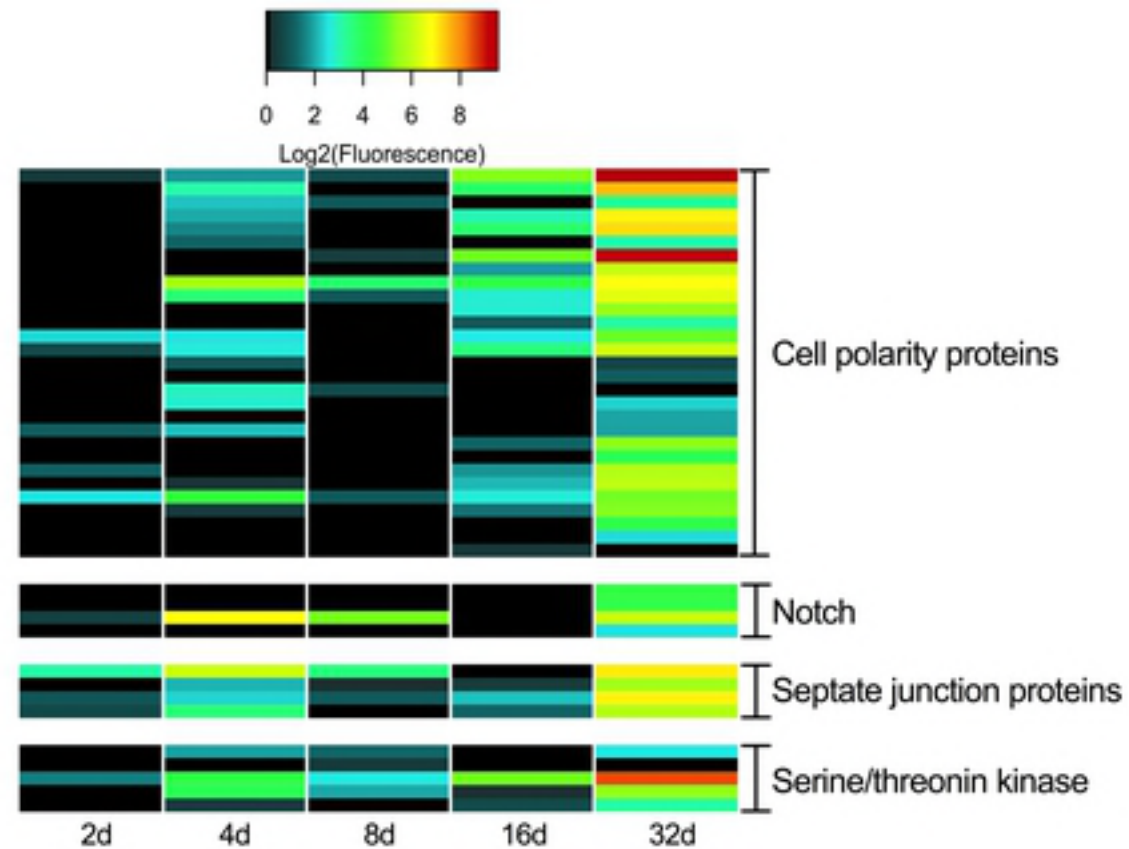 0 2 4 6 8
Log2(Fluorescence)
Cell polarity proteins
Notch
Septate junction proteins
Serine/threonin kinase
2d 4d 8d 16d 32d